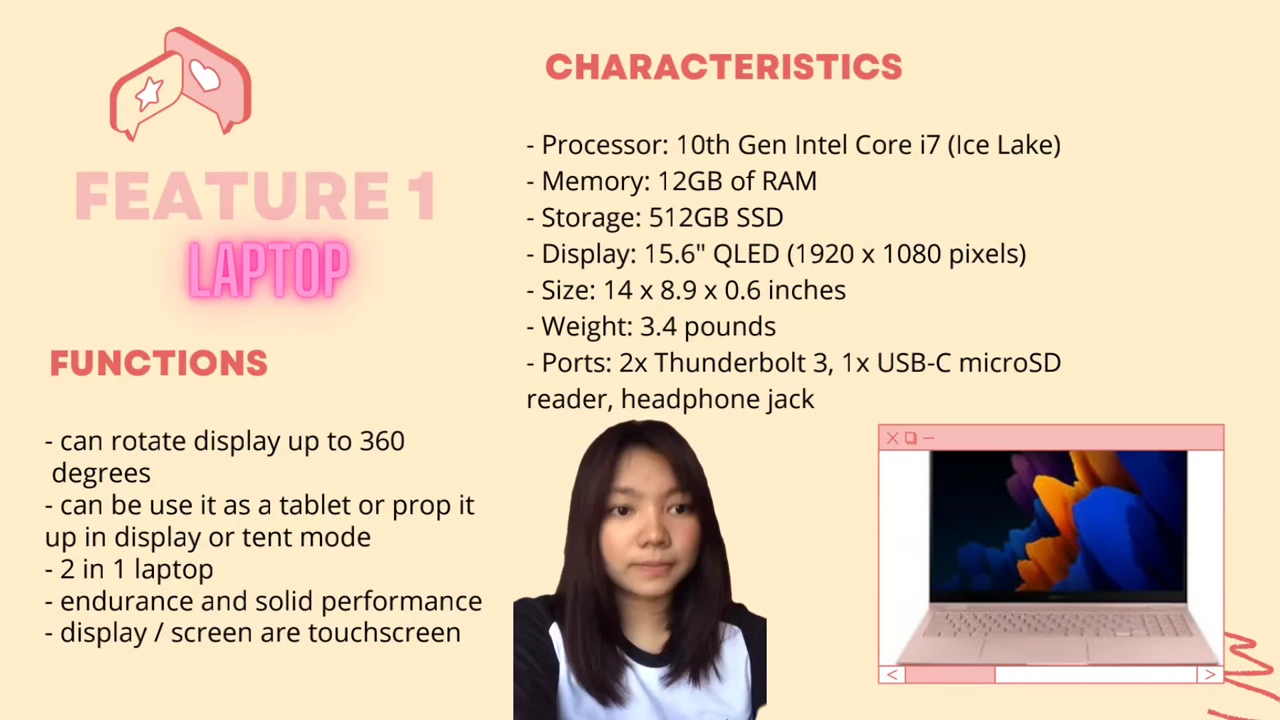 FEATURE 1
LAPTOP
FUNCTIONS
- can rotate display up to 360
degrees
- can be use it as a tablet or prop it
up in display or tent mode
- 2 in 1 laptop
- endurance and solid performance
- display / screen are touchscreen
CHARACTERISTICS
- Processor: 10th Gen Intel Core i7 (Ice Lake)
- Memory: 12GB of RAM
- Storage: 512GB SSD
- Display: 15.6" QLED (1920 x 1080 pixels)
- Size: 14 x 8.9 x 0.6 inches
- Weight: 3.4 pounds
- Ports: 2x Thunderbolt 3, 1x USB-C microSD
reader, headphone jack